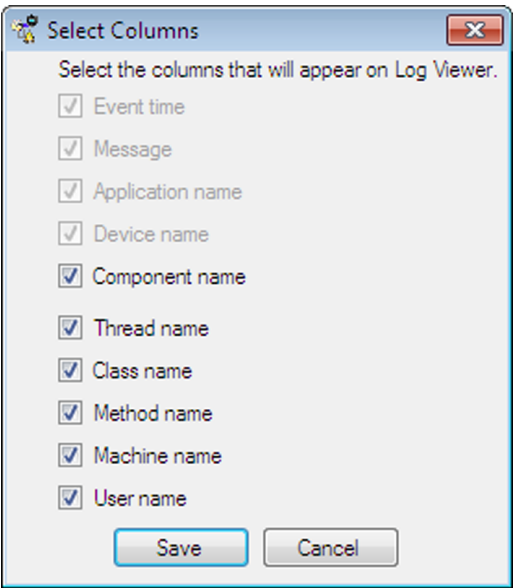 Select Columns
Select the columns that will appear on Log Viewer.
Event time
Message
Application name
Device name
Component name
Thread name
Class name
Method name
Machine name
User name
Save Cancel